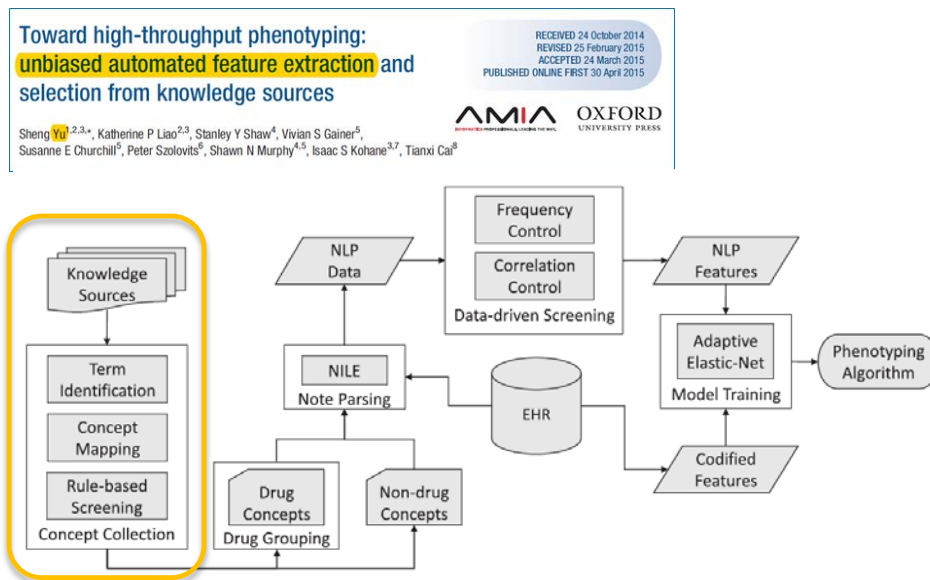 Toward high-throughput phenotyping:
unbiased automated feature extraction and
selection from knowledge sources
RECEIVED 24 October 2014
REVISED 25 February 2015
ACCEPTED 24 March 2015
PUBLISHED ONLINE FIRST 30 April 2015
AMIA
INFORMATICS PROFESSIONALS. LEADING THE WAY.
OXFORD
UNIVERSITY PRESS
Sheng Yu1,2,3,*, Katherine P Liao2,3, Stanley Y Shaw4, Vivian S Gainer5,
Susanne E Churchill5, Peter Szolovits6, Shawn N Murphy4,5, Isaac S Kohane3,7, Tianxi Cai8
Knowledge
Sources
Term
Identification
Concept
Mapping
Rule-based
Screening
Concept Collection
NLP
Data
NILE
Note Parsing
Drug
Concepts
Drug Grouping
Non-drug
Concepts
Frequency
Control
Correlation
Control
Data-driven Screening
EHR
NLP
Features
Adaptive
Elastic-Net
Model Training
Codified
Features
Phenotyping
Algorithm